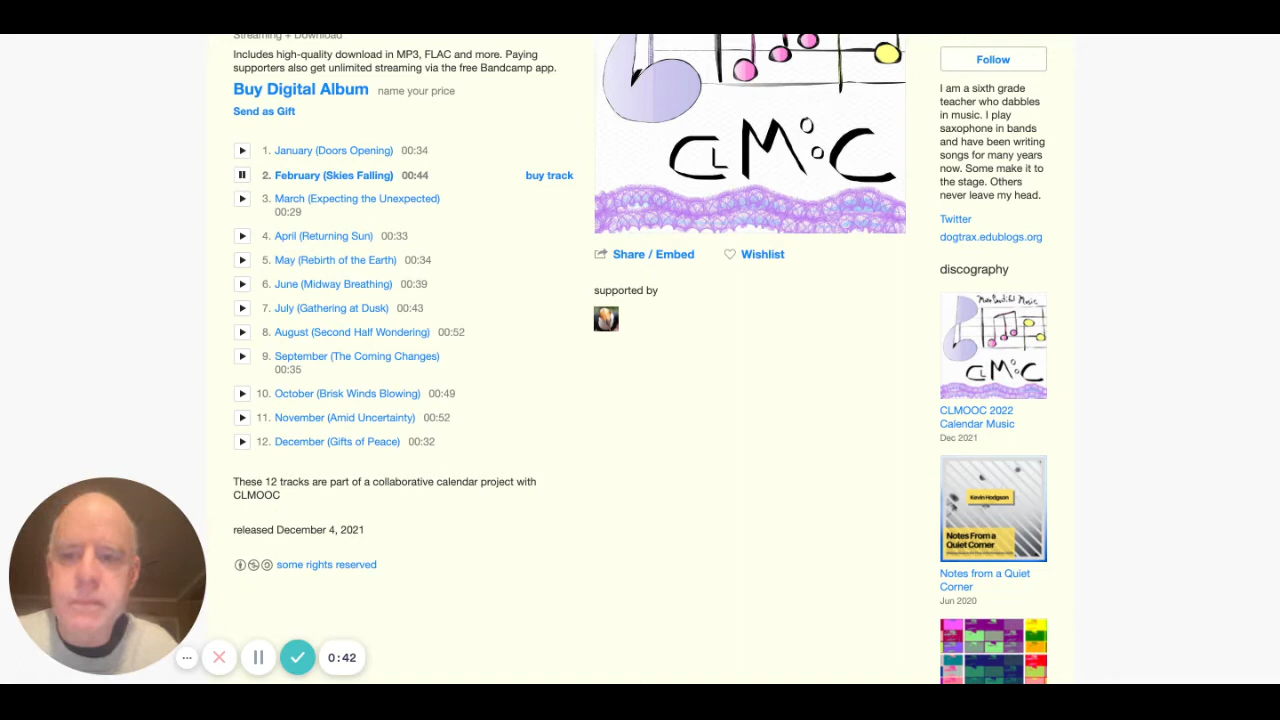 Streaming + Download
Includes high-quality download in MP3, FLAC and more. Paying
supporters also get unlimited streaming via the free Bandcamp app.
Buy Digital Album name your price
Send as Gift
1. January (Doors Opening) 00:34
2. February (Skies Falling) 00:44 buy track
3. March (Expecting the Unexpected)
00:29
4. April (Returning Sun) 00:33
5. May (Rebirth of the Earth) 00:34
6. June (Midway Breathing) 00:39
7. July (Gathering at Dusk) 00:43
8. August (Second Half Wondering) 00:52
9. September (The Coming Changes)
00:35
10. October (Brisk Winds Blowing) 00:49
11. November (Amid Uncertainty) 00:52
12. December (Gifts of Peace) 00:32
These 12 tracks are part of a collaborative calendar project with
CLMOOC
released December 4, 2021
some rights reserved
0:42
CLMOOC
Share / Embed Wishlist
supported by
Follow
I am a sixth grade
teacher who dabbles
in music. I play
saxophone in bands
and have been writing
songs for many years
now. Some make it to
the stage. Others
never leave my head.
Twitter
dogtrax.edublogs.org
discography
CLMOOC
CLMOOC 2022
Calendar Music
Dec 2021
Kevin Hodgson
Notes From a
Quiet Corner
Notes from a Quiet
Corner
Jun 2020